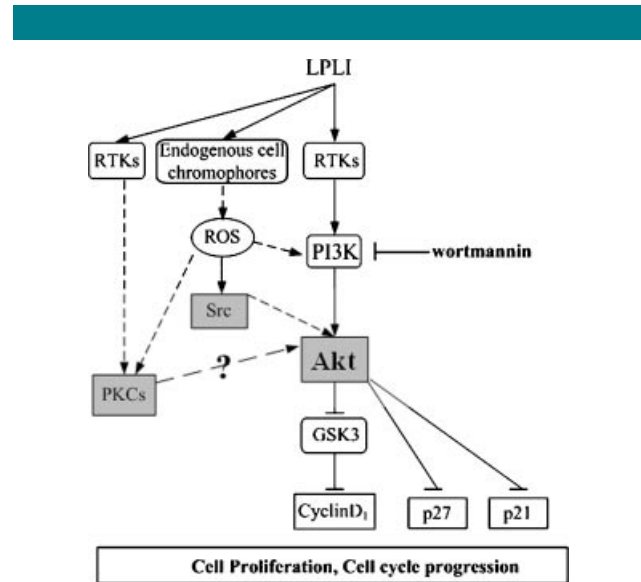 LPLI
RTKs
Endogenous cell
chromophores
RTKs
ROS
PI3K
wortmannin
Src
?
Akt
PKCs
GSK3
CyclinD₁
p27
p21
Cell Proliferation, Cell cycle progression